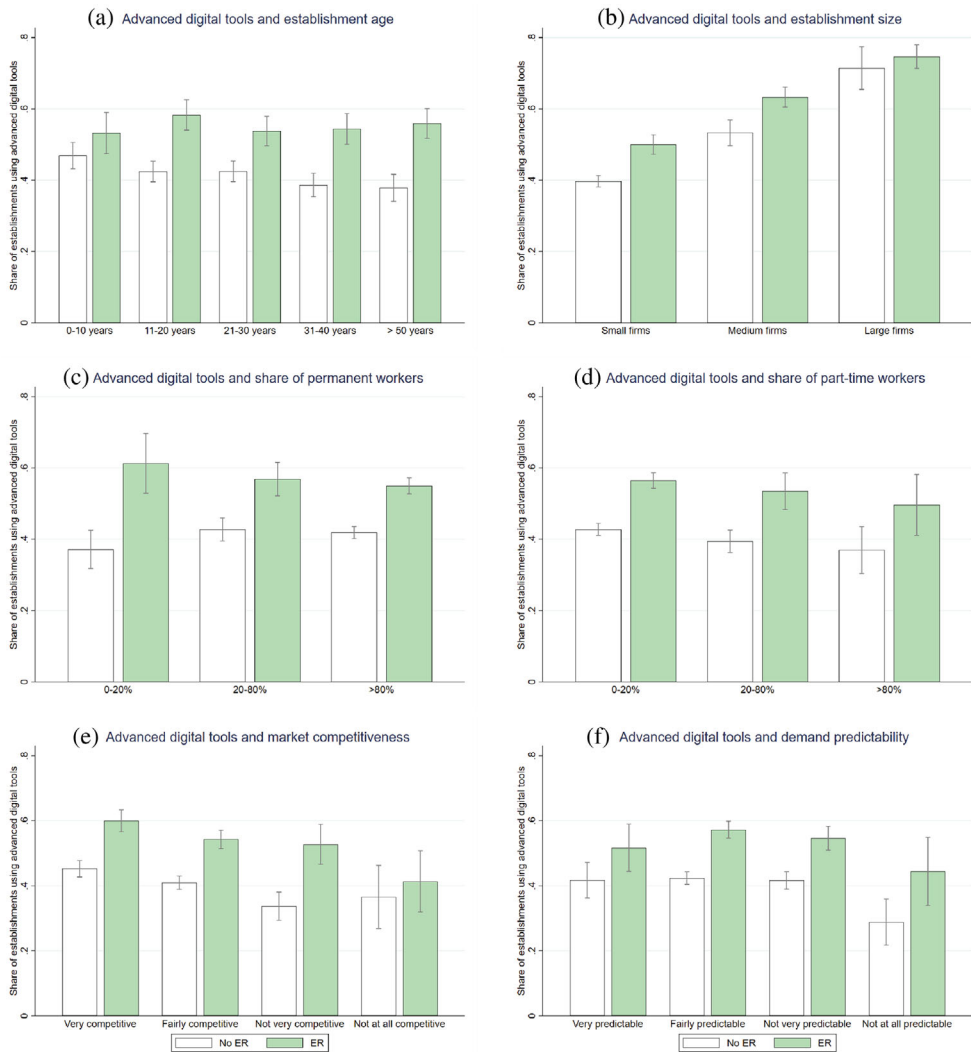 (a) Advanced digital tools and establishment age
Share of establishments using advanced digital tools
0 .2 .4 .6 .8
0-10 years 11-20 years 21-30 years 31-40 years > 50 years
(b) Advanced digital tools and establishment size
Share of establishments using advanced digital tools
0 .2 .4 .6 .8
Small firms Medium firms Large firms
(c) Advanced digital tools and share of permanent workers
Share of establishments using advanced digital tools
0 .2 .4 .6 .8
0-20% 20-80% >80%
(d) Advanced digital tools and share of part-time workers
Share of establishments using advanced digital tools
0 .2 .4 .6 .8
0-20% 20-80% >80%
(e) Advanced digital tools and market competitiveness
Share of establishments using advanced digital tools
0 .2 .4 .6 .8
Very competitive Fairly competitive Not very competitive Not at all competitive
No ER ER
(f) Advanced digital tools and demand predictability
Share of establishments using advanced digital tools
0 .2 .4 .6 .8
Very predictable Fairly predictable Not very predictable Not at all predictable
No ER ER